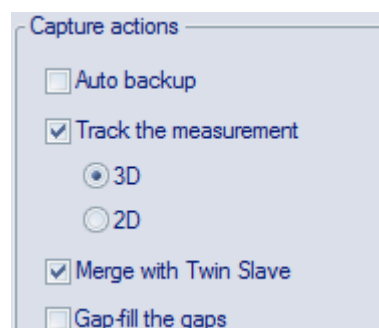 Capture actions
Auto backup
Track the measurement
3D
2D
Merge with Twin Slave
Gap-fill the gaps